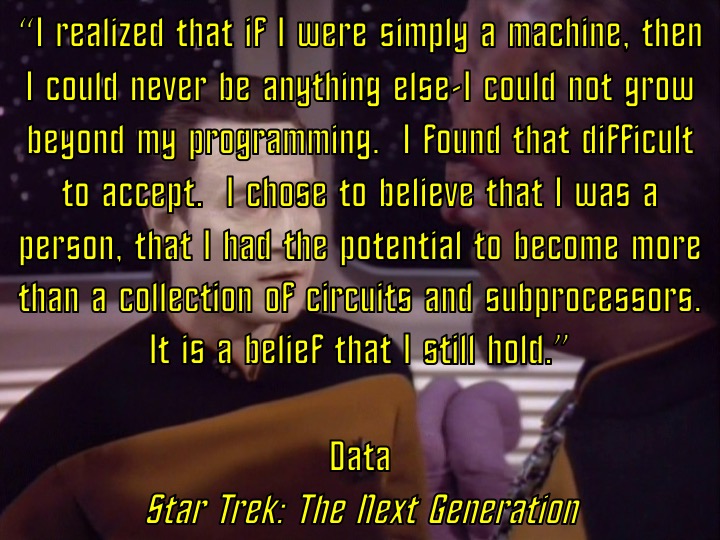 “I realized that if I were simply a machine, then
I could never be anything else-I could not grow
beyond my programming.  I found that difficult
to accept.  I chose to believe that I was a
person, that I had the potential to become more
than a collection of circuits and subprocessors.
It is a belief that I still hold.”
Data
Star Trek: The Next Generation